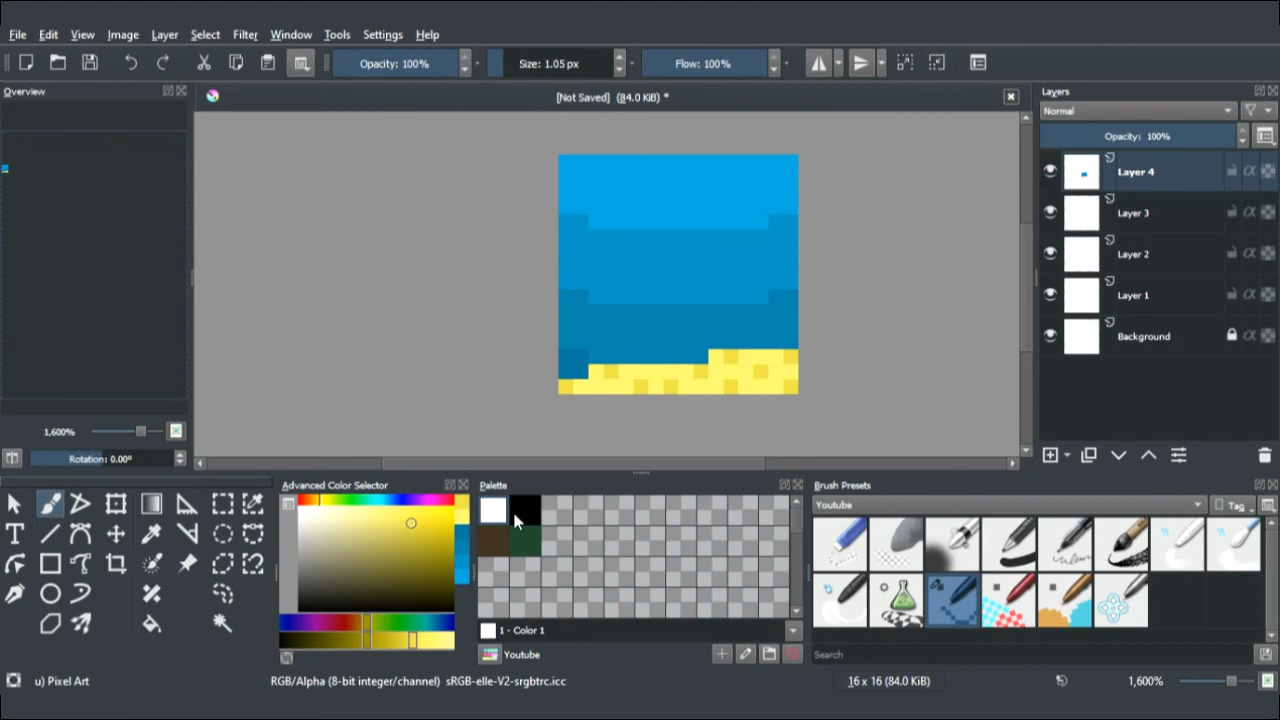 File Edit View Image Layer Select Filter Window Tools Settings Help
Opacity: 100% Size: 1.05 px Flow: 100%
Overview
[Not Saved] (84.0 KiB) *
Layers
Normal
Opacity: 100%
Layer 4
Layer 3
Layer 2
Layer 1
Background
1,600%
Rotation: 0.00°
Advanced Color Selector
Palette
Brush Presets
Youtube
Tag
1 - Color 1
Youtube
Search
u) Pixel Art
RGB/Alpha (8-bit integer/channel) sRGB-elle-V2-srgbtrc.icc
16 x 16 (84.0 KiB)
1,600%